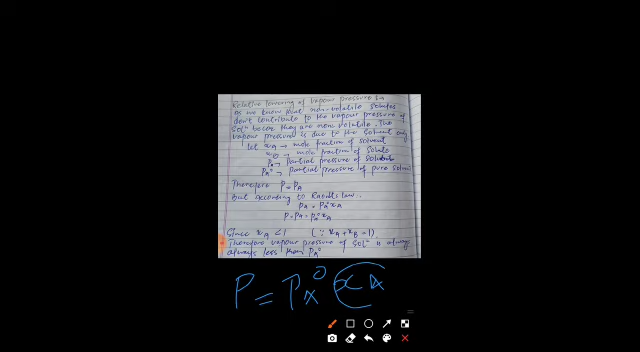 Relative lowering of vapour pressure :→
As we know that non-volatile solutes
don't contribute to the vapour pressure of
Solⁿ becoz they are non volatile. The
vapour pressure is due to the solvent only
let xA → mole fraction of solvent
xB → mole fraction of solute
PA → partial pressure of solvent
PA° → partial pressure of pure solvent
Therefore P = PA
But according to Raoult's law.
PA = PA° xA
P = PA = PA° xA
Since xA < 1 (∵ xA + xB = 1)
Therefore vapour pressure of Solⁿ is always
always less than PA°
P = PA° xA